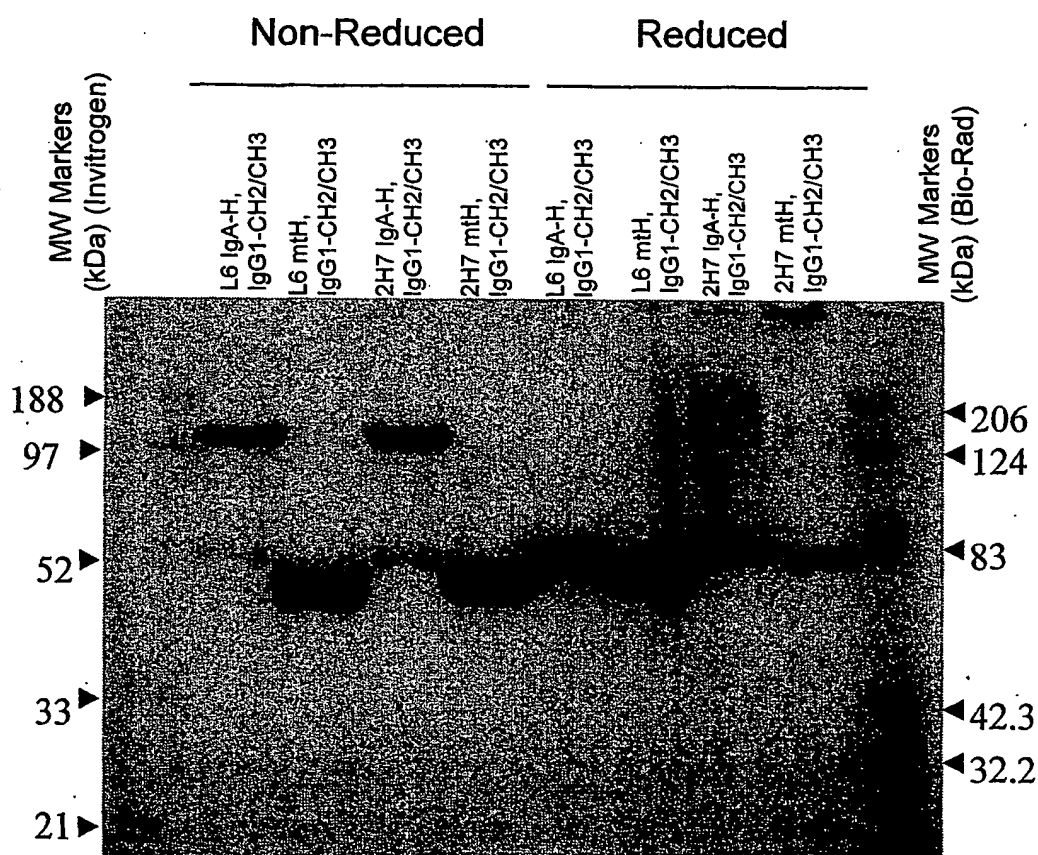 Non-Reduced
Reduced
MW Markers
(kDa) (Invitrogen)
L6 IgA-H,
IgG1-CH2/CH3
L6 mtH,
IgG1-CH2/CH3
2H7 IgA-H,
IgG1-CH2/CH3
2H7 mtH,
IgG1-CH2/CH3
L6 IgA-H,
IgG1-CH2/CH3
L6 mtH,
IgG1-CH2/CH3
2H7 IgA-H,
IgG1-CH2/CH3
2H7 mtH,
IgG1-CH2/CH3
MW Markers
(kDa) (Bio-Rad)
188
97
52
33
21
206
124
83
42.3
32.2